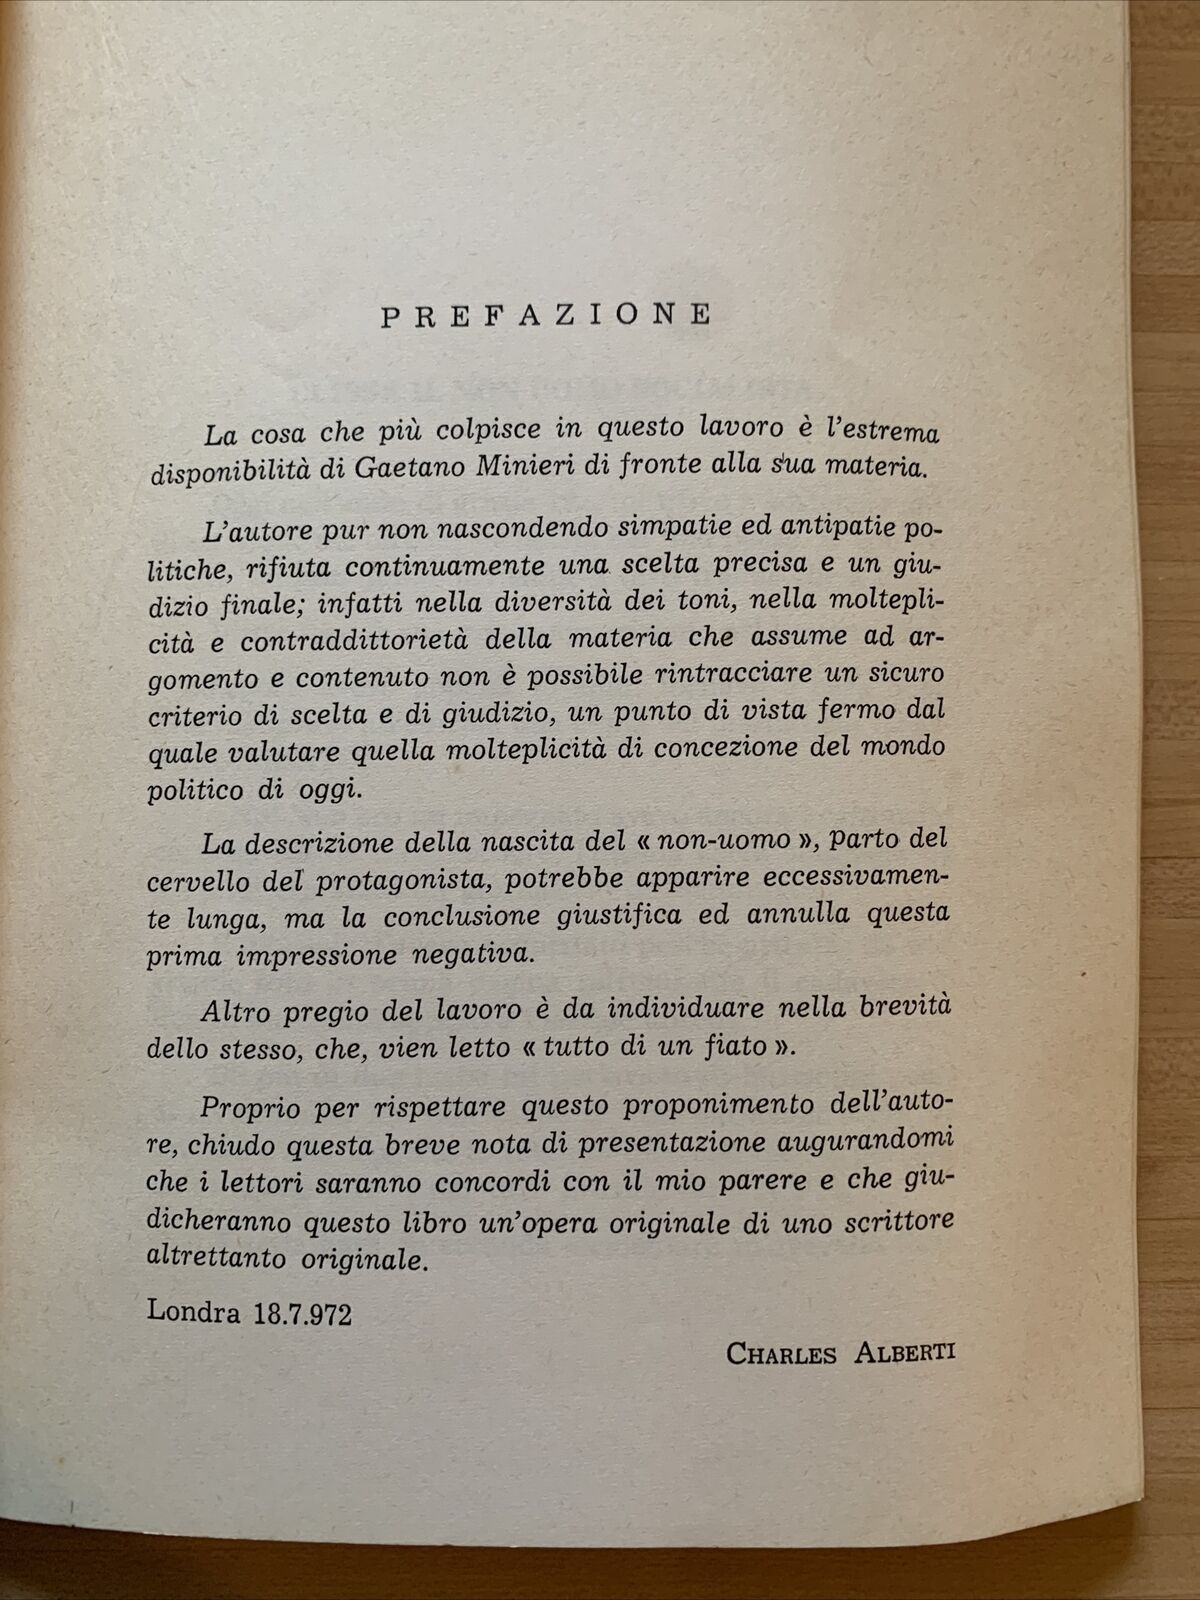 PREFAZIONE
La cosa che più colpisce in questo lavoro è l'estrema
disponibilità di Gaetano Minieri di fronte alla sua materia.
L'autore pur non nascondendo simpatie ed antipatie po-
litiche, rifiuta continuamente una scelta precisa e un giu-
dizio finale; infatti nella diversità dei toni, nella moltepli-
cità e contraddittorietà della materia che assume ad ar-
gomento e contenuto non è possibile rintracciare un sicuro
criterio di scelta e di giudizio, un punto di vista fermo dal
quale valutare quella molteplicità di concezione del mondo
politico di oggi.
La descrizione della nascita del « non-uomo », parto del
cervello del protagonista, potrebbe apparire eccessivamen-
te lunga, ma la conclusione giustifica ed annulla questa
prima impressione negativa.
Altro pregio del lavoro è da individuare nella brevità
dello stesso, che, vien letto « tutto di un fiato ».
Proprio per rispettare questo proponimento dell'auto-
re, chiudo questa breve nota di presentazione augurandomi
che i lettori saranno concordi con il mio parere e che giu-
dicheranno questo libro un'opera originale di uno scrittore
altrettanto originale.
Londra 18.7.972
CHARLES ALBERTI